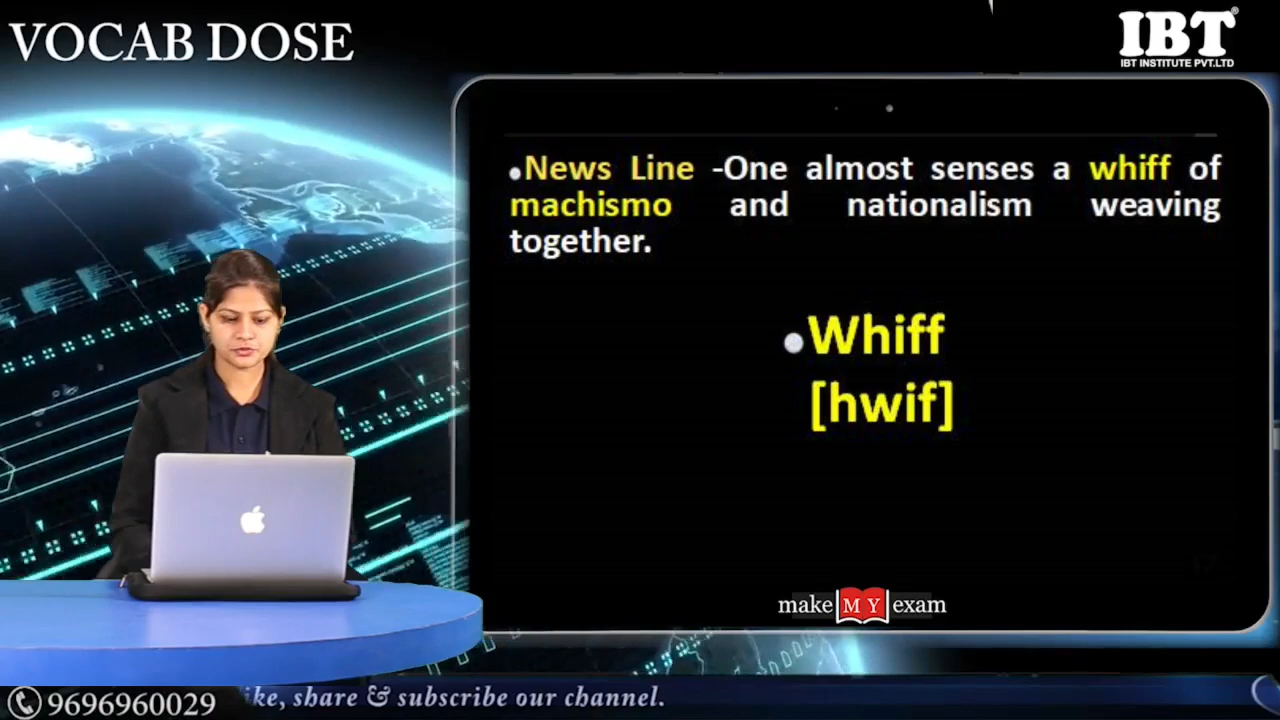 VOCAB DOSE
IBT®
IBT INSTITUTE PVT.LTD
•News Line -One almost senses a whiff of
machismo and nationalism weaving
together.
•Whiff
[hwif]
make MY exam
9696960029 ike, share & subscribe our channel.